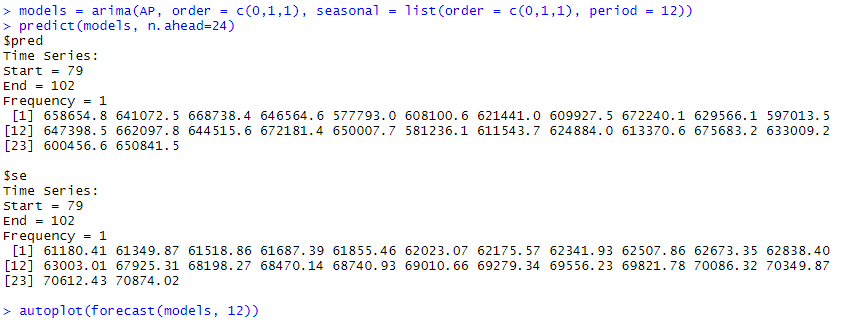 > models = arima(AP, order = c(0,1,1), seasonal = list(order = c(0,1,1), period = 12))
> predict(models, n.ahead=24)
$pred
Time Series:
Start = 79
End = 102
Frequency = 1
[1] 658654.8 641072.5 668738.4 646564.6 577793.0 608100.6 621441.0 609927.5 672240.1 629566.1 597013.5
[12] 647398.5 662097.8 644515.6 672181.4 650007.7 581236.1 611543.7 624884.0 613370.6 675683.2 633009.2
[23] 600456.6 650841.5
$se
Time Series:
Start = 79
End = 102
Frequency = 1
[1] 61180.41 61349.87 61518.86 61687.39 61855.46 62023.07 62175.57 62341.93 62507.86 62673.35 62838.40
[12] 63003.01 67925.31 68198.27 68470.14 68740.93 69010.66 69279.34 69556.23 69821.78 70086.32 70349.87
[23] 70612.43 70874.02
> autoplot(forecast(models, 12))